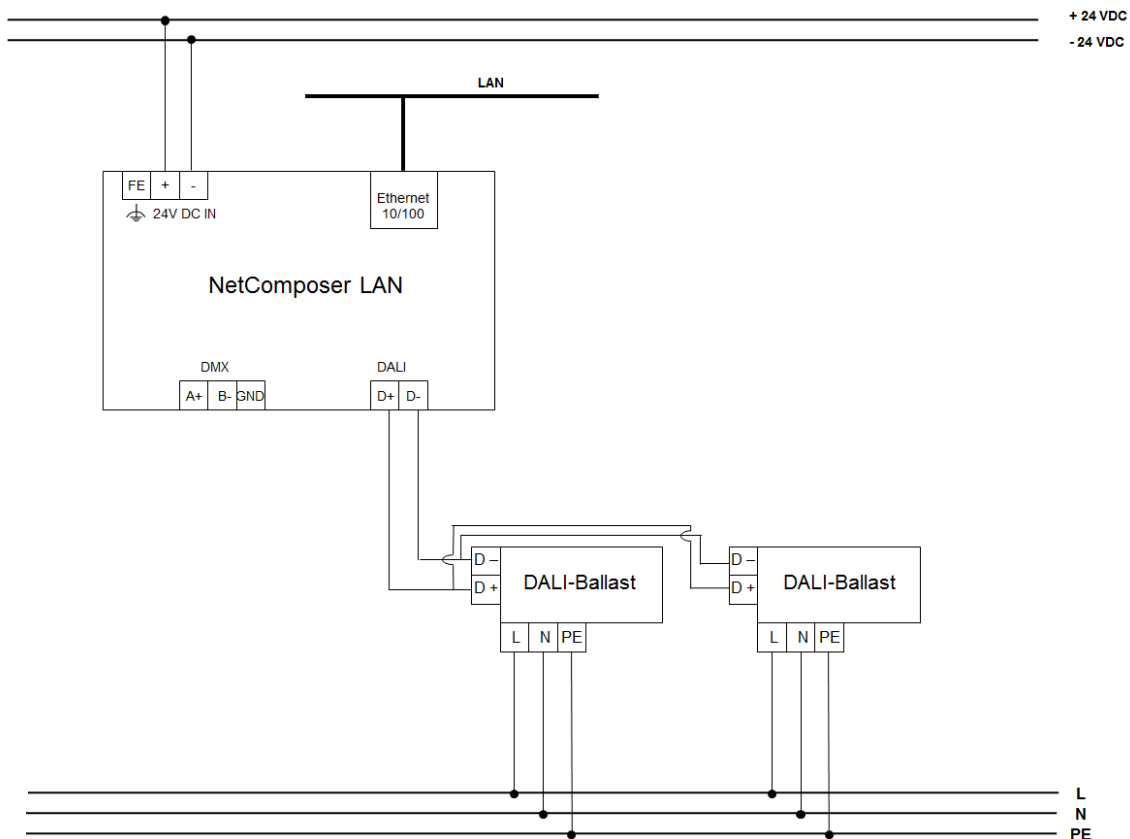 + 24 VDC
- 24 VDC
LAN
FE + -
24V DC IN
Ethernet
10/100
NetComposer LAN
DMX
DALI
A+ B- GND
D+ D-
D –
D +
DALI-Ballast
L N PE
D –
D +
DALI-Ballast
L N PE
L
N
PE